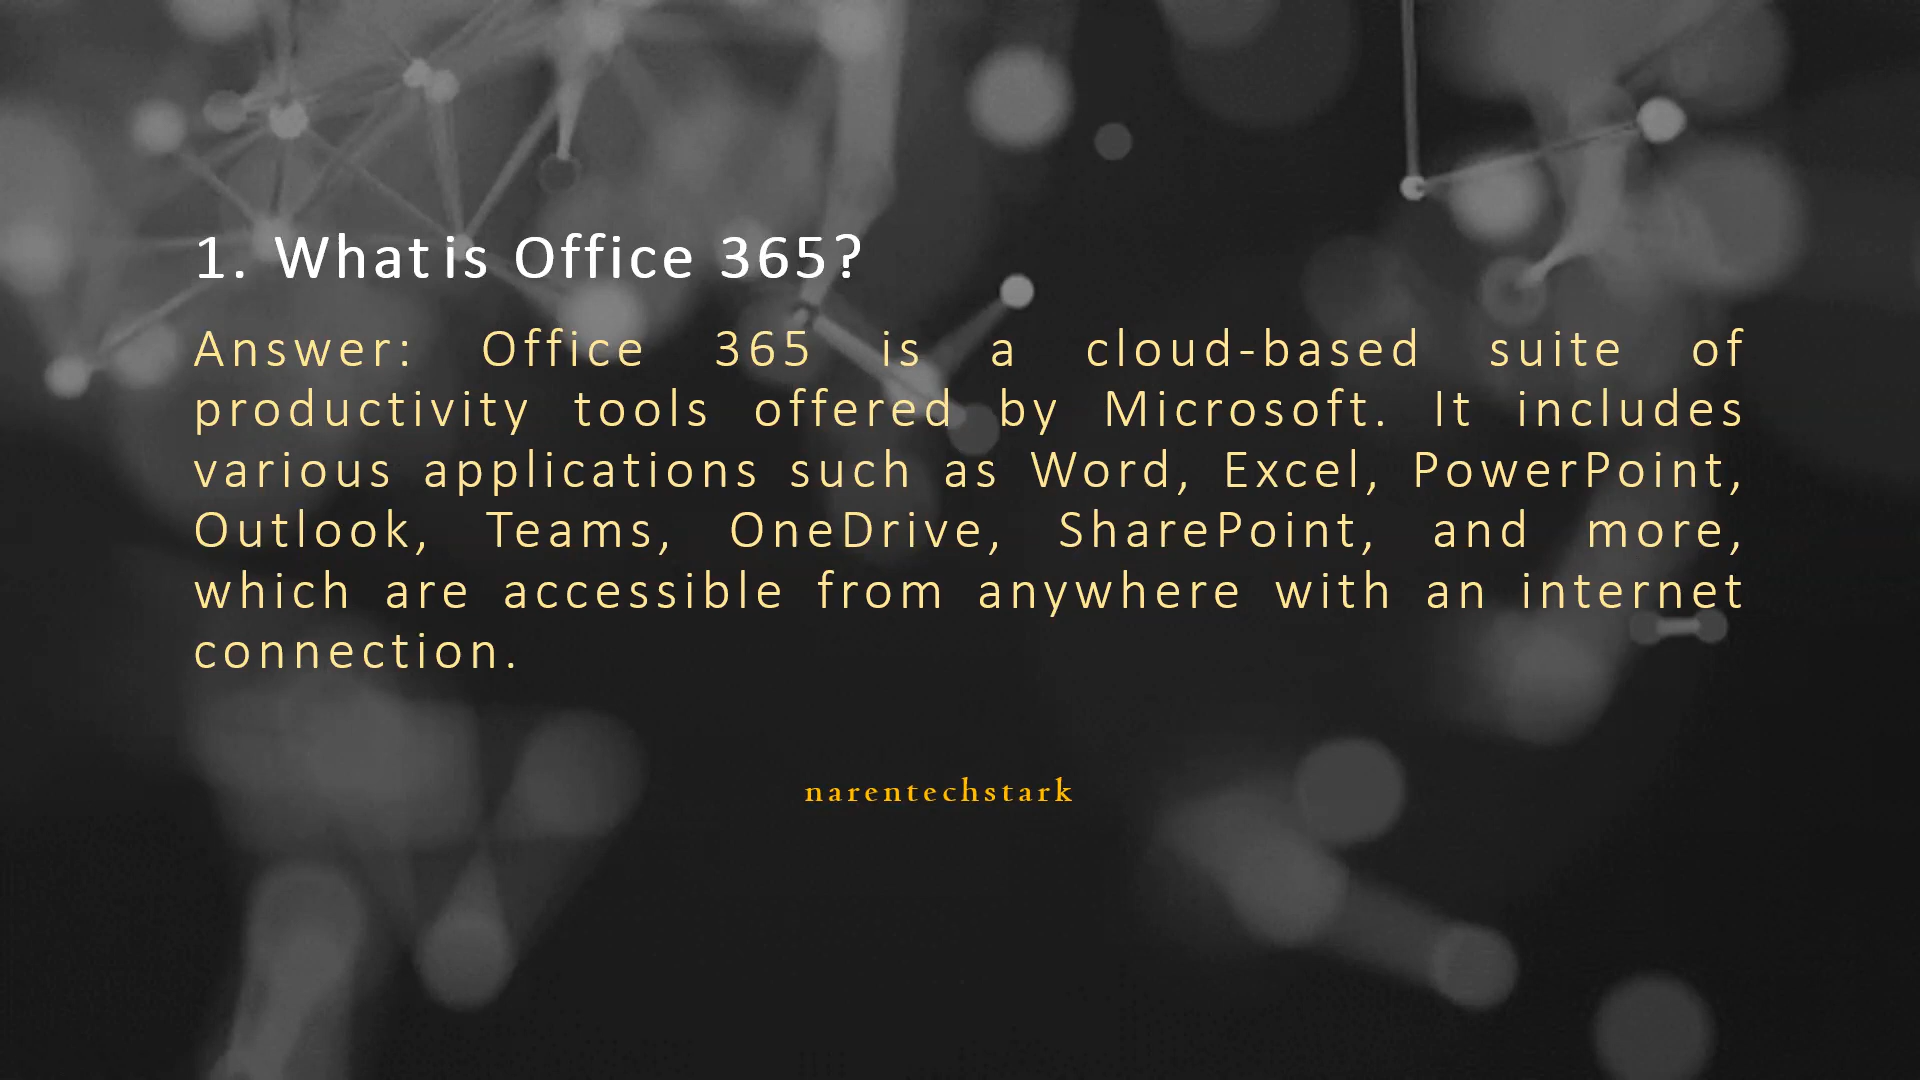 1. What is Office 365?
Answer: Office 365 is a cloud-based suite of
productivity tools offered by Microsoft. It includes
various applications such as Word, Excel, PowerPoint,
Outlook, Teams, OneDrive, SharePoint, and more,
which are accessible from anywhere with an internet
connection.
narentechstark